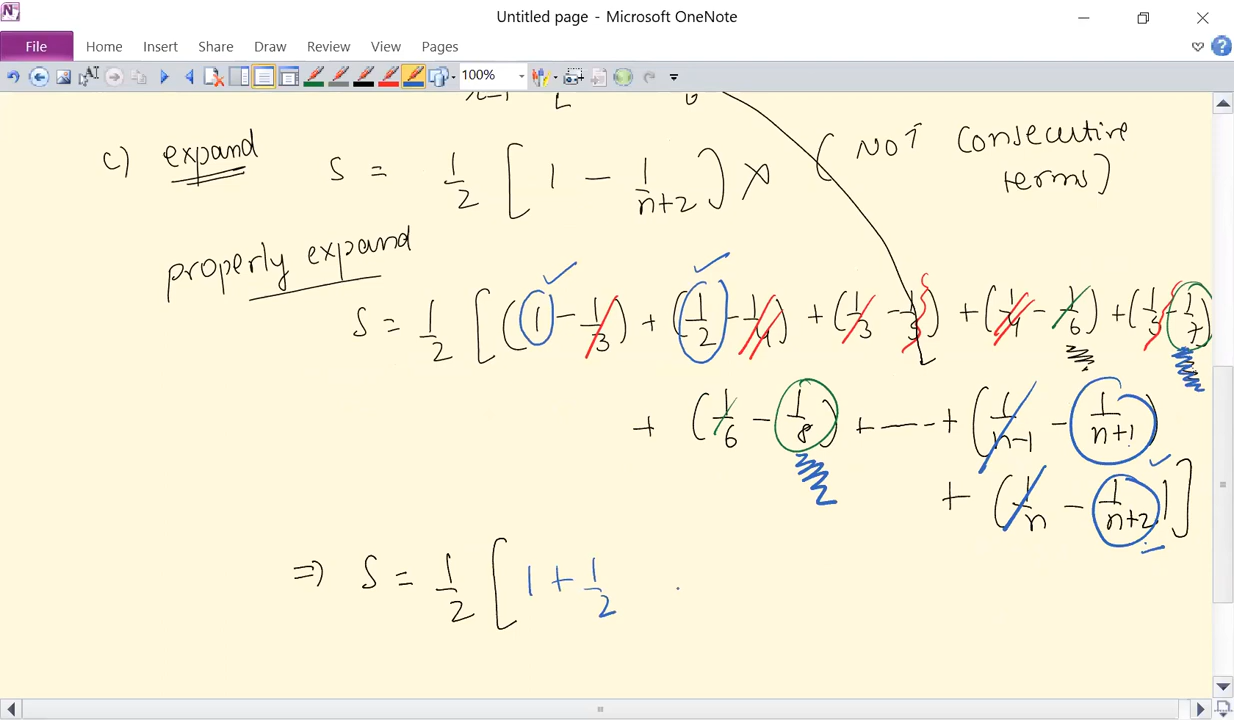 Untitled page - Microsoft OneNote
File Home Insert Share Draw Review View Pages
100%
c) expand S = 1/2 [ 1 - 1/(n+2) ] × ( NOT Consecutive
terms)
properly expand
S = 1/2 [ ( 1 - 1/3 ) + ( 1/2 - 1/4 ) + ( 1/3 - 1/5 ) + ( 1/4 - 1/6 ) + ( 1/5 - 1/7 )
+ ( 1/6 - 1/8 ) + ---- + ( 1/(n-1) - 1/(n+1) )
+ ( 1/n - 1/(n+2) ) ]
⇒ S = 1/2 [ 1 + 1/2